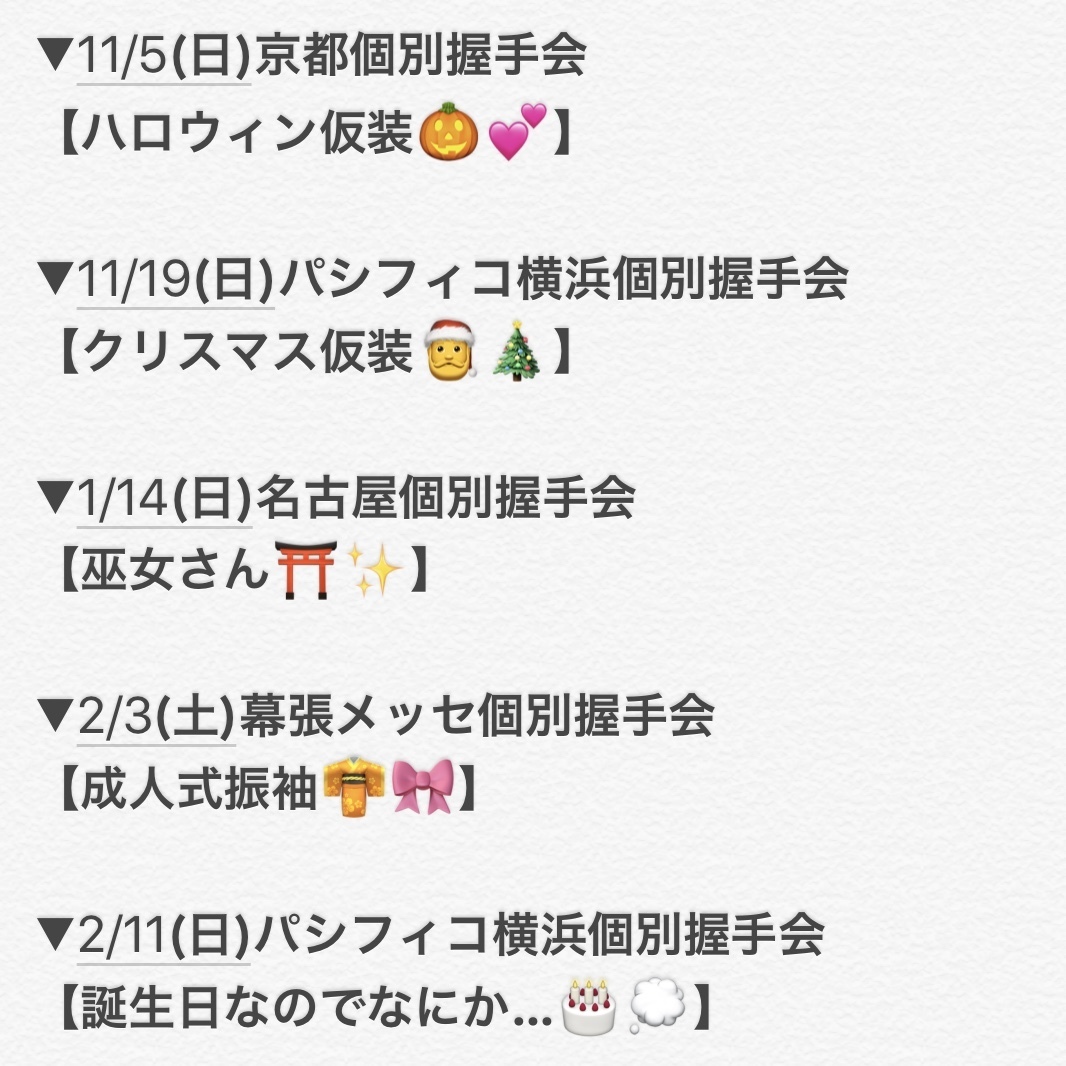 ▼11/5(日)京都個別握手会
【ハロウィン仮装🎃💕】
▼11/19(日)パシフィコ横浜個別握手会
【クリスマス仮装🎅🎄】
▼1/14(日)名古屋個別握手会
【巫女さん⛩✨】
▼2/3(土)幕張メッセ個別握手会
【成人式振袖👘🎀】
▼2/11(日)パシフィコ横浜個別握手会
【誕生日なのでなにか…🎂💭】